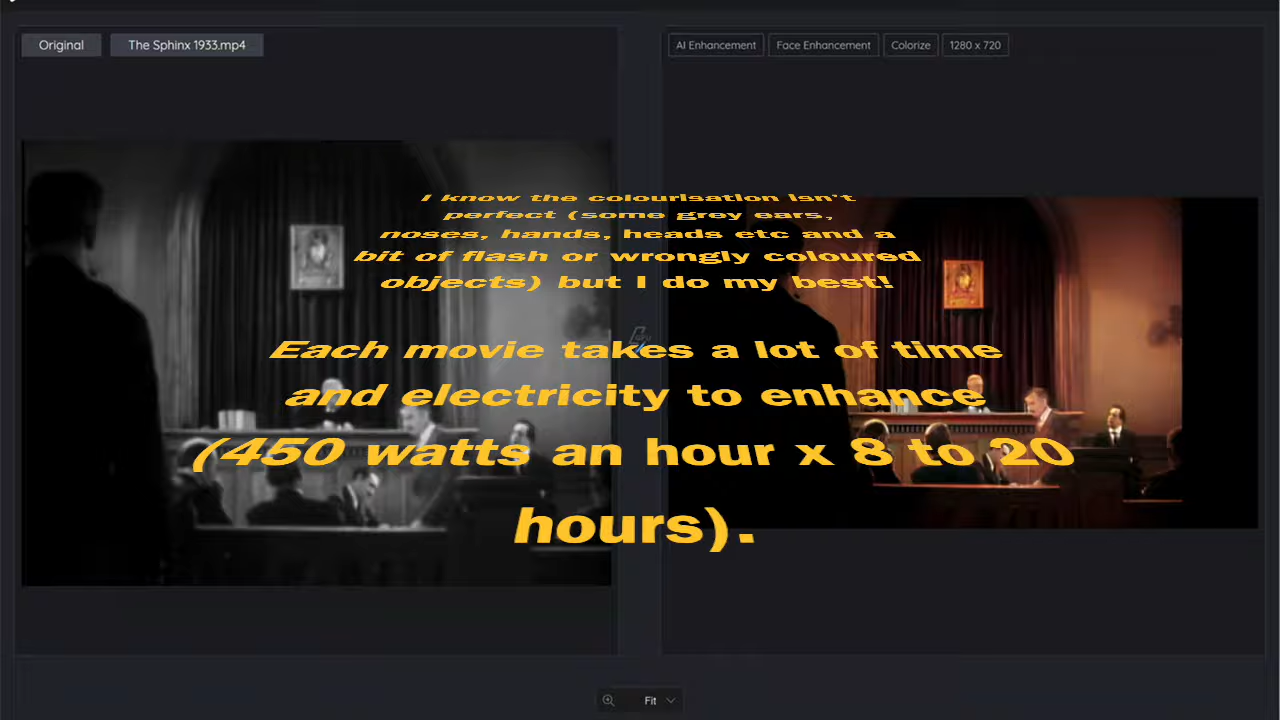 Original
The Sphinx 1933.mp4
AI Enhancement
Face Enhancement
Colorize
1280 x 720
I know the colourisation isn't
perfect (some grey ears,
noses, hands, heads etc and a
bit of flash or wrongly coloured
objects) but I do my best!
Each movie takes a lot of time
and electricity to enhance
(450 watts an hour x 8 to 20
hours).
Fit